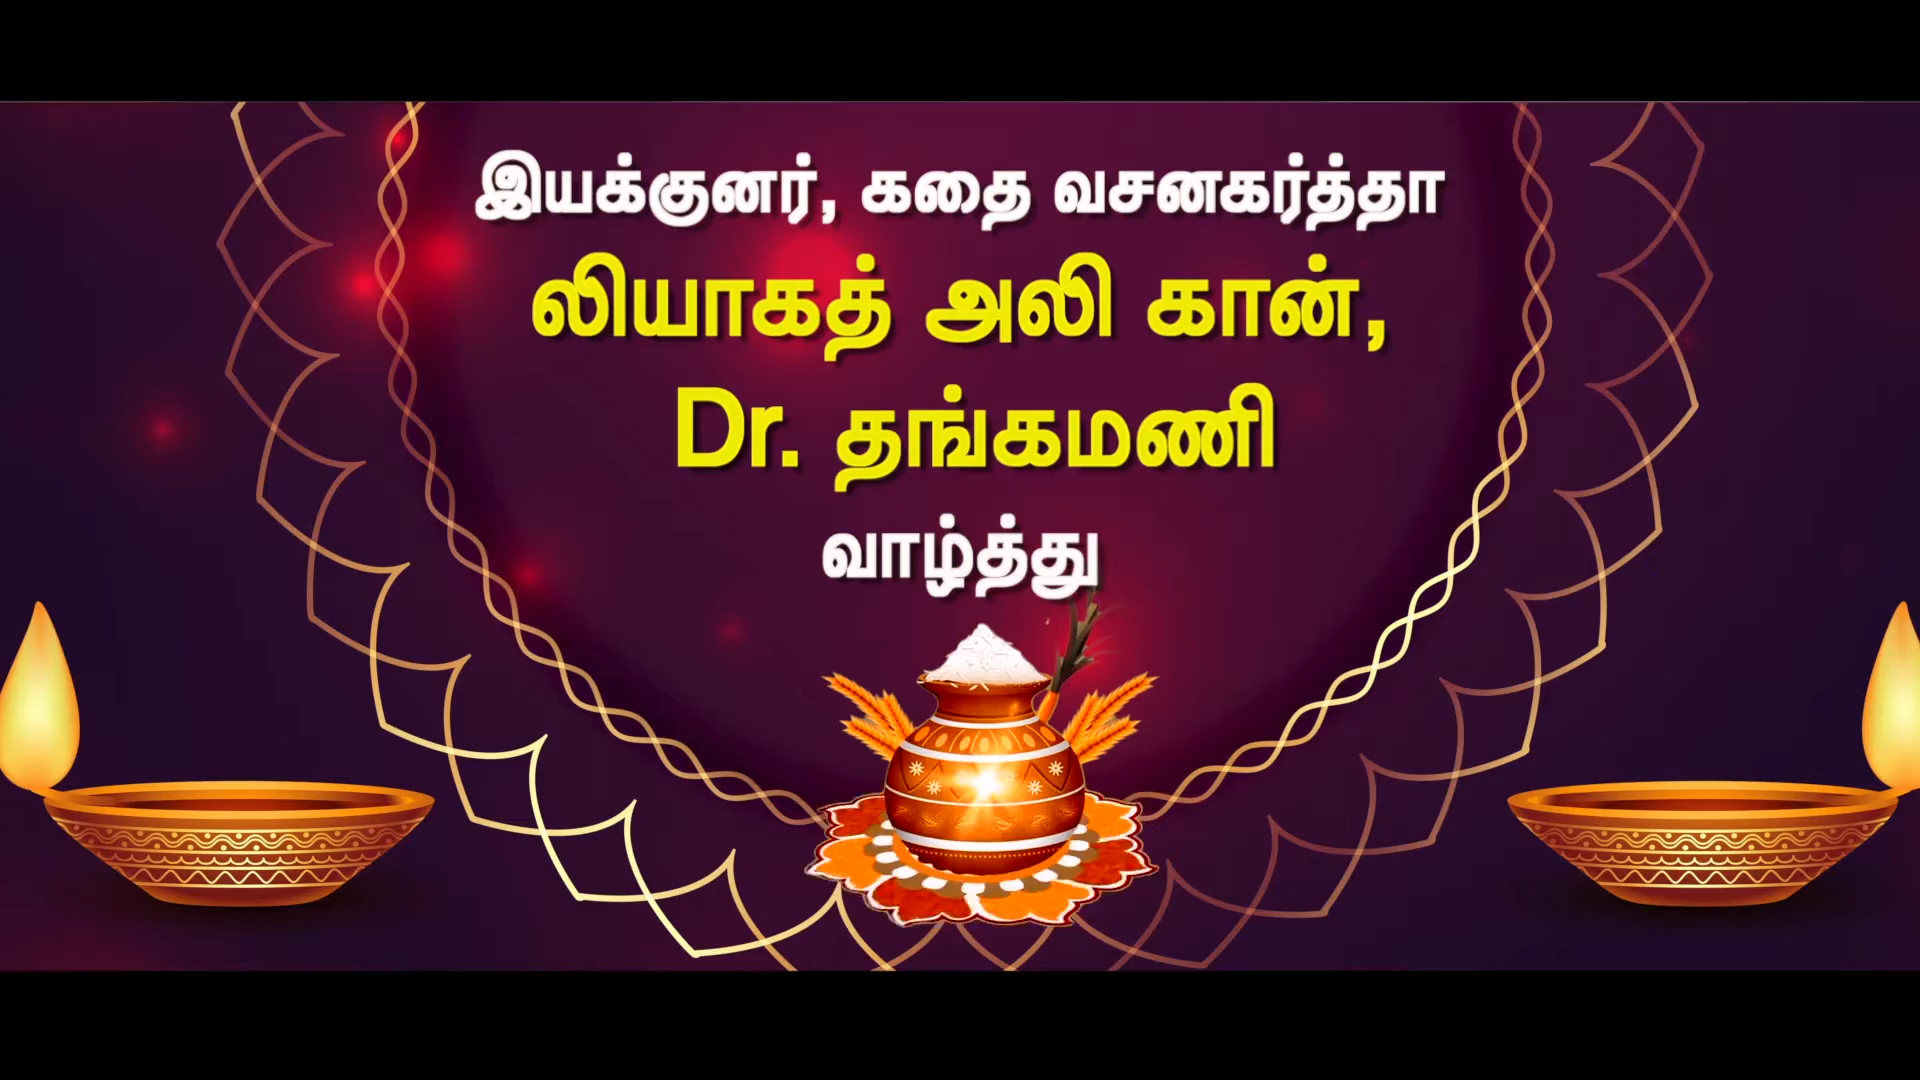 இயக்குனர், கதை வசனகர்த்தா
லியாகத் அலி கான்,
Dr. தங்கமணி
வாழ்த்து